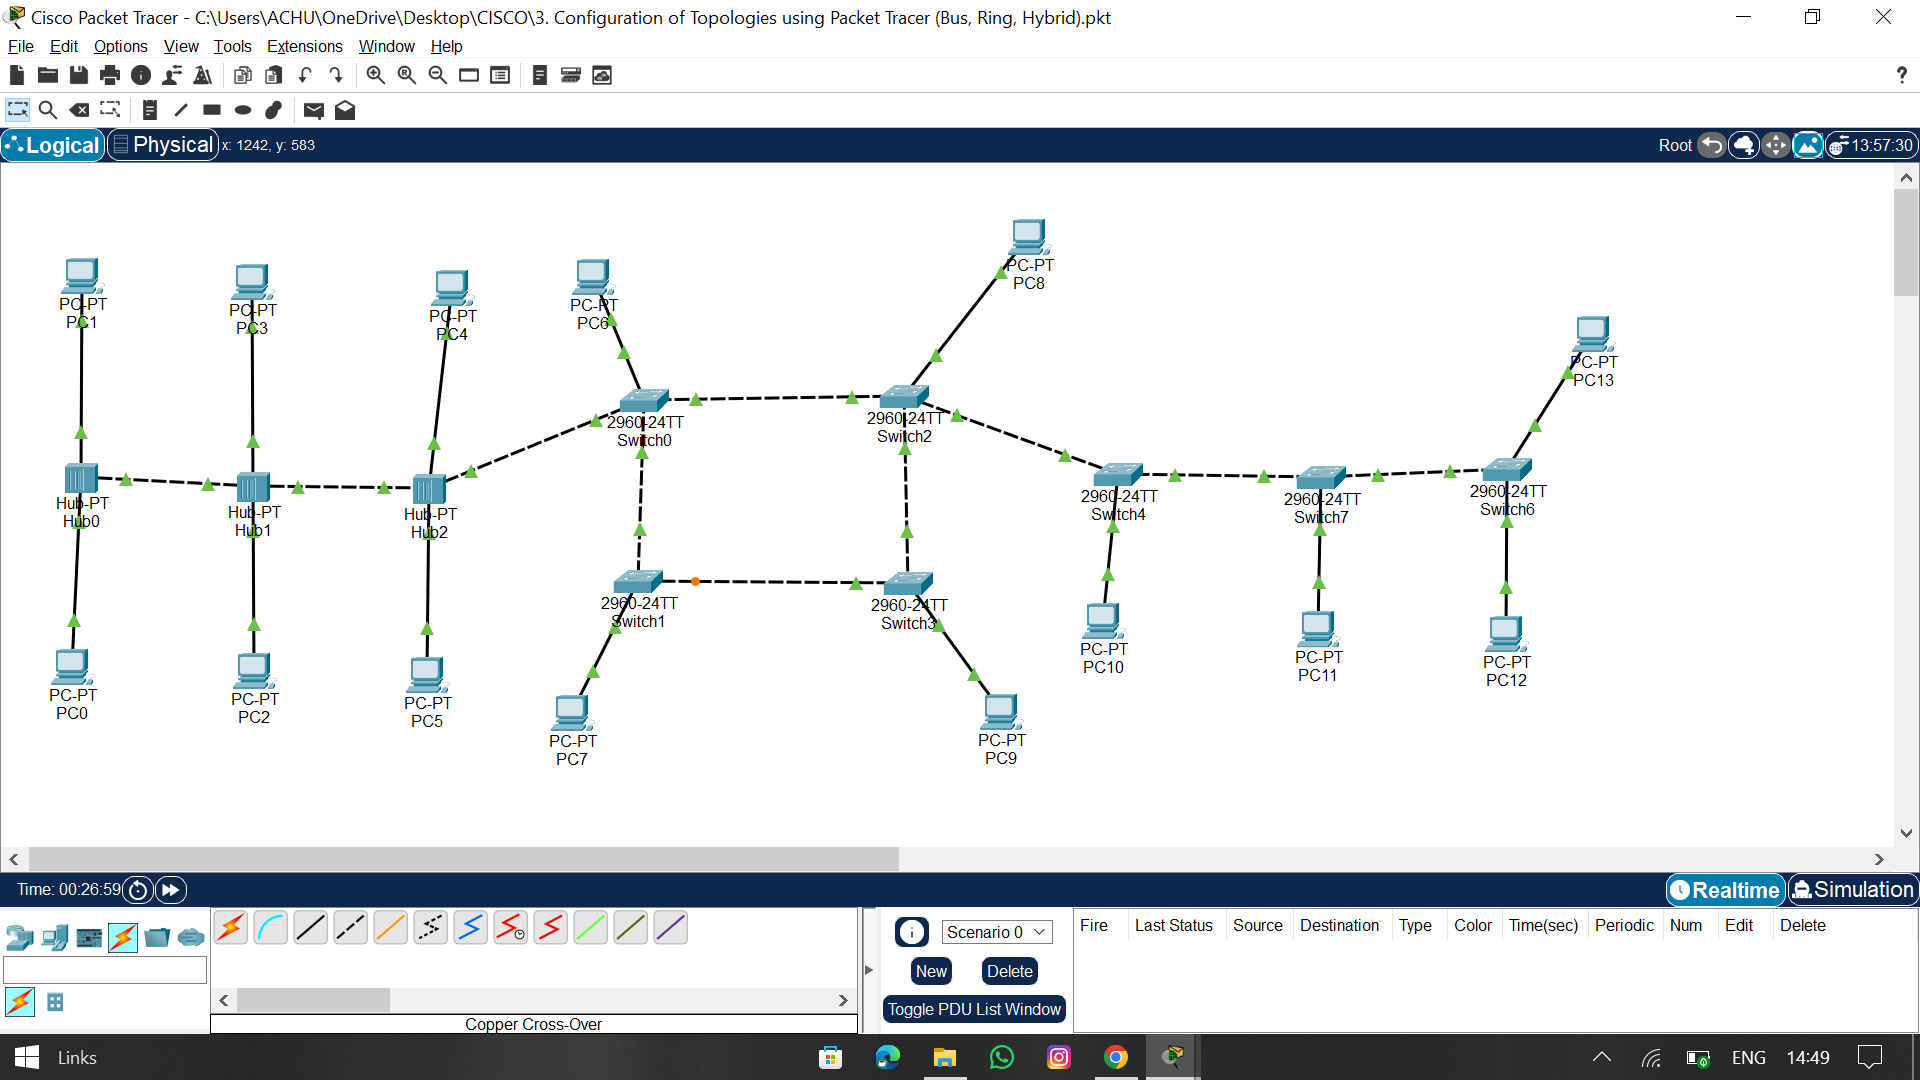 Cisco Packet Tracer - C:\Users\ACHU\OneDrive\Desktop\CISCO\3. Configuration of Topologies using Packet Tracer (Bus, Ring, Hybrid).pkt
File Edit Options View Tools Extensions Window Help
?
Logical Physical x: 1242, y: 583 Root 13:57:30
PC-PT
PC1
PC-PT
PC3
PC-PT
PC4
PC-PT
PC6
PC-PT
PC8
PC-PT
PC13
2960-24TT
Switch0
2960-24TT
Switch2
Hub-PT
Hub0
Hub-PT
Hub1
Hub-PT
Hub2
2960-24TT
Switch4
2960-24TT
Switch7
2960-24TT
Switch6
2960-24TT
Switch1
2960-24TT
Switch3
PC-PT
PC0
PC-PT
PC2
PC-PT
PC5
PC-PT
PC7
PC-PT
PC9
PC-PT
PC10
PC-PT
PC11
PC-PT
PC12
Time: 00:26:59 Realtime Simulation
Scenario 0
New Delete
Toggle PDU List Window
Fire Last Status Source Destination Type Color Time(sec) Periodic Num Edit Delete
Copper Cross-Over
Links ENG 14:49